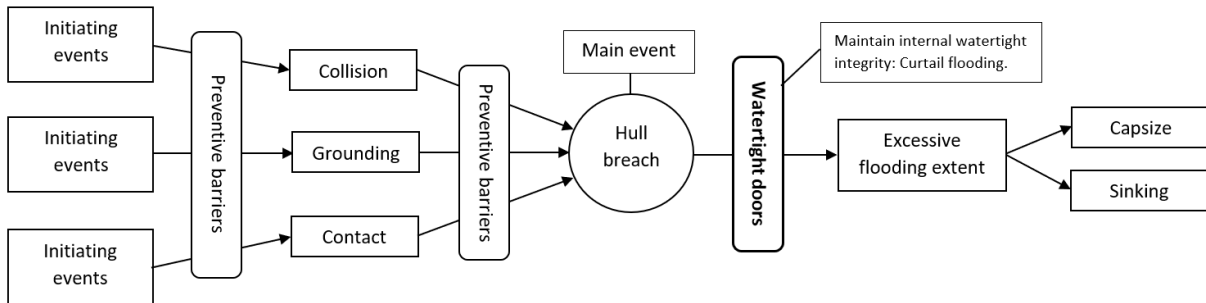 Initiating
events
Initiating
events
Initiating
events
Preventive barriers
Collision
Grounding
Contact
Preventive barriers
Main event
Hull
breach
Watertight doors
Maintain internal watertight
integrity: Curtail flooding.
Excessive
flooding extent
Capsize
Sinking